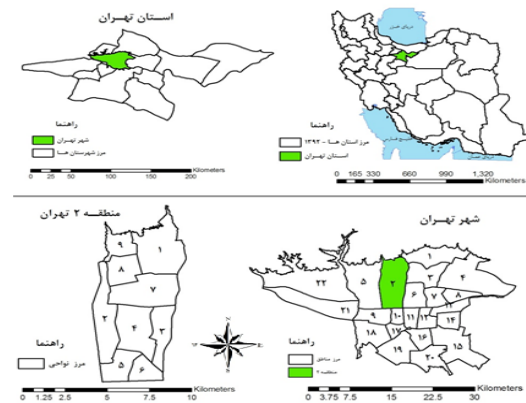 استان تهران
راهنما
شهر تهران
مرز شهرستان ها
0 25 50 100 150 200 Kilometers
دریای خزر
راهنما
مرز استان ها - ۱۳۹۲
استان تهران
0 165 330 660 990 1,320 Kilometers
منطقه ۲ تهران
۹ ۱
۸
۷
۲ ۴ ۳
۵ ۶
راهنما
مرز نواحی
0 1.25 2.5 5 7.5 10 Kilometers
شهر تهران
۱
۲۲ ۵ ۲ ۳ ۴
۶ ۷ ۸
۲۱ ۹ ۱۰ ۱۱ ۱۲ ۱۳ ۱۴
۱۸ ۱۷ ۱۶ ۱۵
۱۹ ۲۰
راهنما
مرز مناطق
منطقه ۲
0 3.75 7.5 15 22.5 30 Kilometers